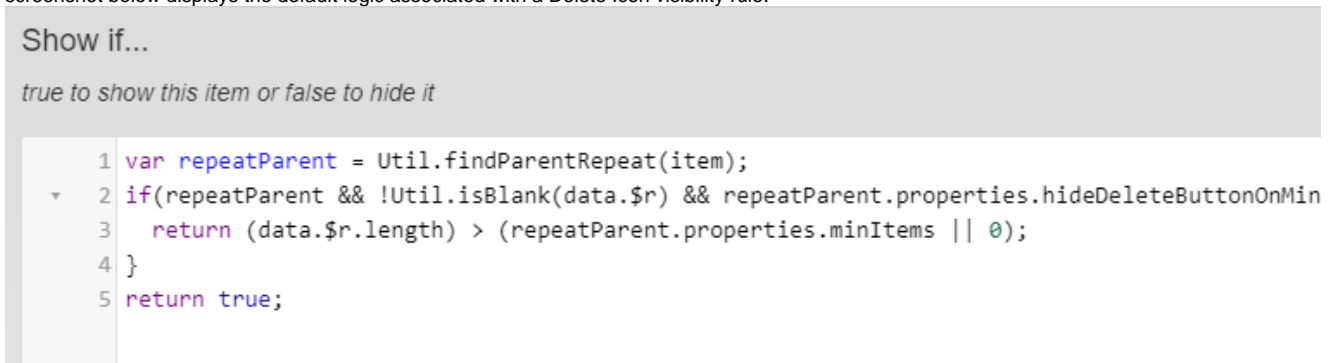 screenshot below displays the default logic associated with a Delete Icon visibility rule.
Show if...
true to show this item or false to hide it
1 var repeatParent = Util.findParentRepeat(item);
2 if(repeatParent && !Util.isBlank(data.$r) && repeatParent.properties.hideDeleteButtonOnMin
3 return (data.$r.length) > (repeatParent.properties.minItems || 0);
4 }
5 return true;